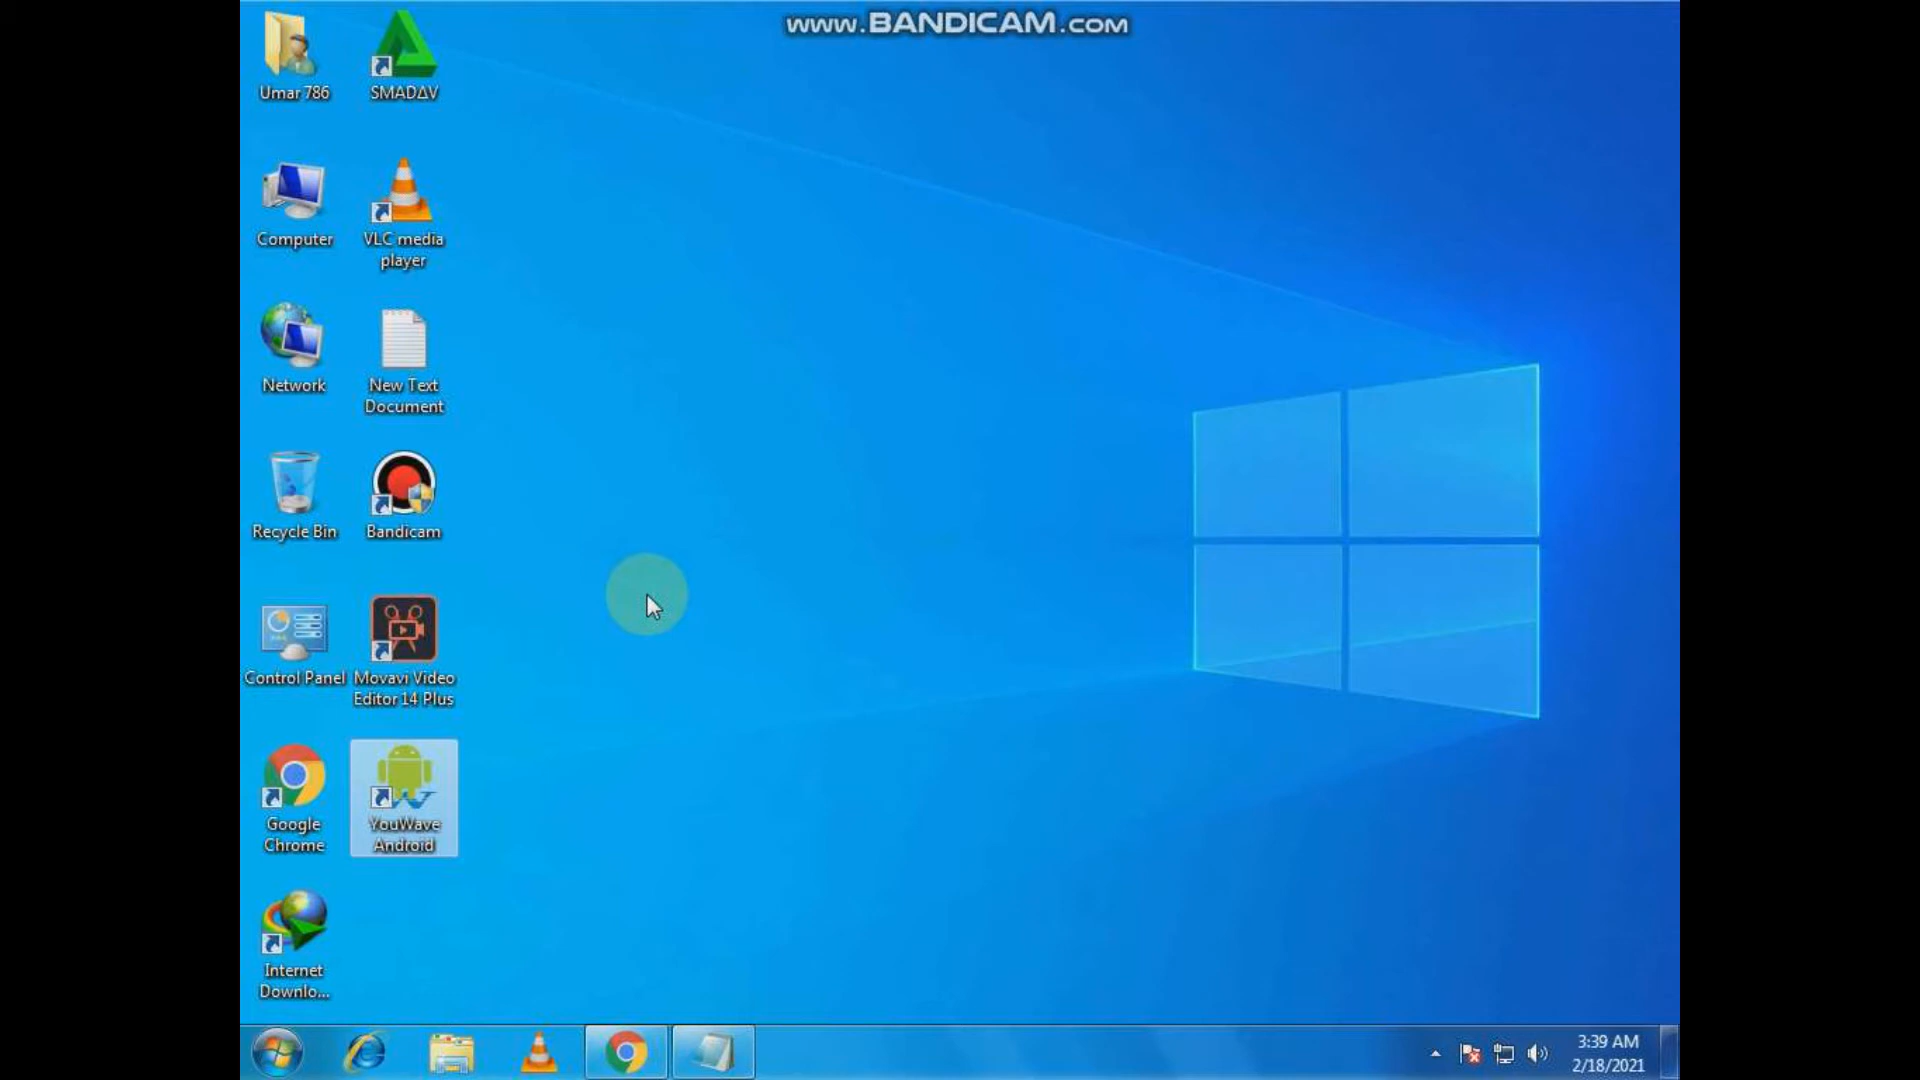 www.BANDICAM.com
Umar 786
SMADΔV
Computer
VLC media
player
Network
New Text
Document
Recycle Bin
Bandicam
Control Panel
Movavi Video
Editor 14 Plus
Google
Chrome
YouWave
Android
Internet
Downlo...
3:39 AM
2/18/2021